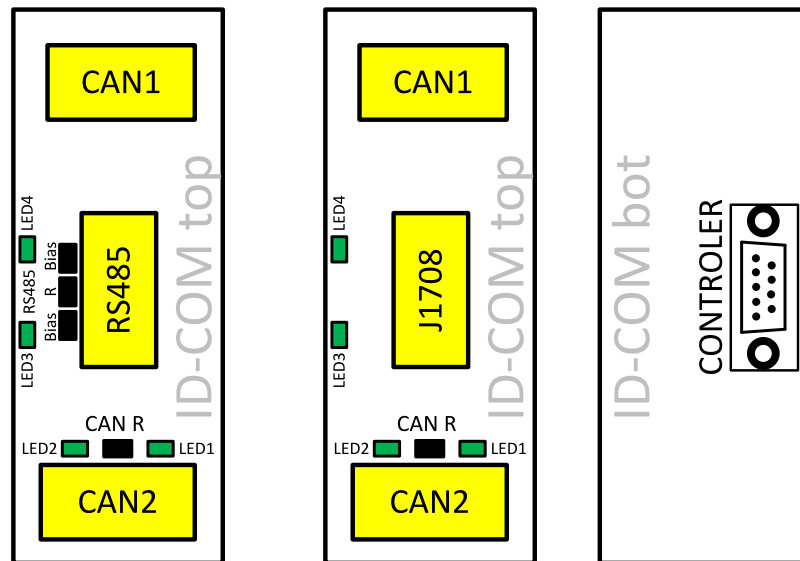 CAN1
ID-COM top
LED4
RS485
LED3
Bias
R
Bias
RS485
CAN R
LED2
LED1
CAN2
CAN1
ID-COM top
LED4
LED3
J1708
CAN R
LED2
LED1
CAN2
ID-COM bot
CONTROLER